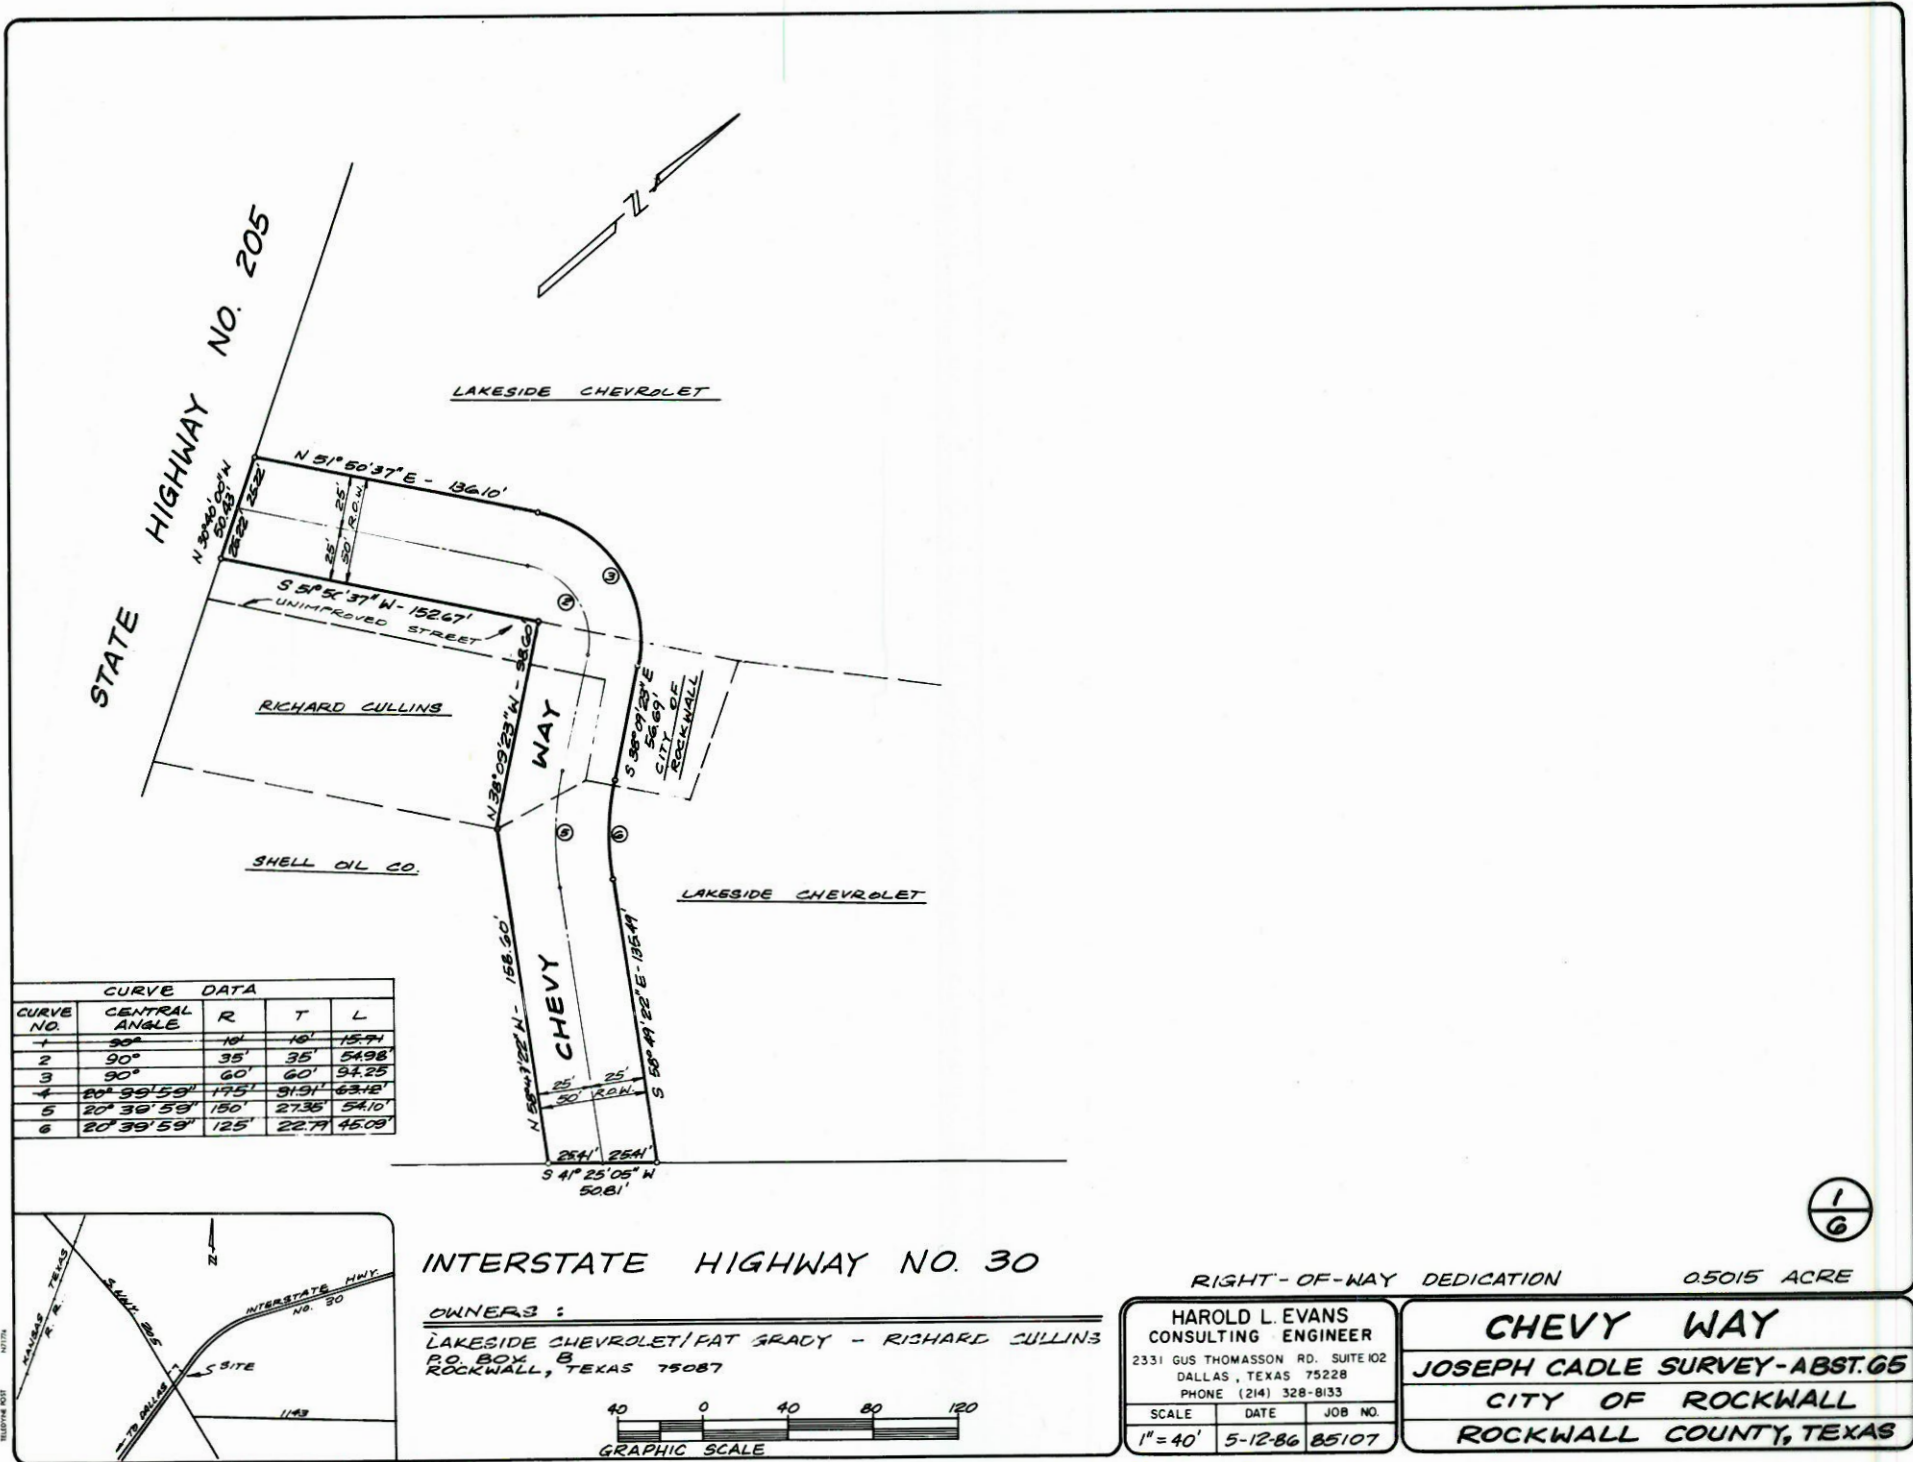 N
STATE HIGHWAY NO. 205
LAKESIDE CHEVROLET
N 51° 50' 37" E - 136.10'
N 30° 40' 00" W
50.43'
25.22'
25.22'
25'
25'
50' R.O.W.
S 51° 50' 37" W - 152.67'
UNIMPROVED STREET
2
3
N 38° 09' 23" W - 98.60'
S 38° 09' 23" E
56.69'
CITY OF
ROCKWALL
RICHARD CULLINS
SHELL OIL CO.
5
6
LAKESIDE CHEVROLET
CHEVY WAY
N 58° 49' 22" W - 158.60'
S 58° 49' 22" E - 135.49'
25' 25'
50' R.O.W.
25.41' 25.41'
S 41° 25' 05" W
50.81'
CURVE DATA
CURVE NO. CENTRAL ANGLE R T L
1 90° 10' 10' 15.71
2 90° 35' 35' 54.98'
3 90° 60' 60' 94.25
4 20° 39' 59" 175' 31.91' 63.12'
5 20° 39' 59" 150' 27.35' 54.10'
6 20° 39' 59" 125' 22.79 45.09'
KANSAS TEXAS
R. R.
S. HWY. 205
N
INTERSTATE HWY.
NO. 30
SITE
TO DALLAS
1143
INTERSTATE HIGHWAY NO. 30
OWNERS :
LAKESIDE CHEVROLET/PAT GRADY - RICHARD CULLINS
P.O. BOX B
ROCKWALL, TEXAS 75087
40 0 40 80 120
GRAPHIC SCALE
1
6
RIGHT-OF-WAY DEDICATION 0.5015 ACRE
HAROLD L. EVANS
CONSULTING ENGINEER
2331 GUS THOMASSON RD. SUITE 102
DALLAS, TEXAS 75228
PHONE (214) 328-8133
SCALE DATE JOB NO.
1"=40' 5-12-86 85107
CHEVY WAY
JOSEPH CADLE SURVEY-ABST. 65
CITY OF ROCKWALL
ROCKWALL COUNTY, TEXAS
TELEDYNE POST